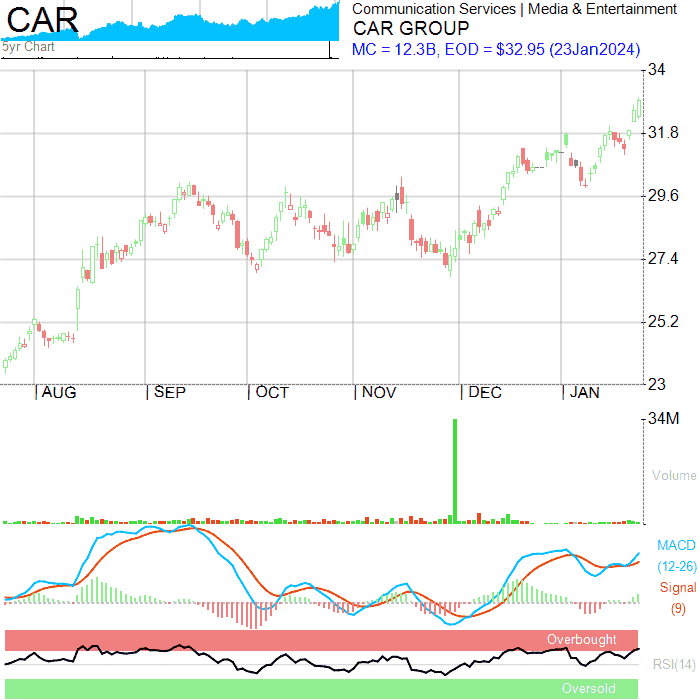 CAR
5yr Chart
Communication Services | Media & Entertainment
CAR GROUP
MC = 12.3B, EOD = $32.95 (23Jan2024)
34
31.8
29.6
27.4
25.2
23
AUG SEP OCT NOV DEC JAN
34M
Volume
MACD
(12-26)
Signal
(9)
Overbought
RSI(14)
Oversold